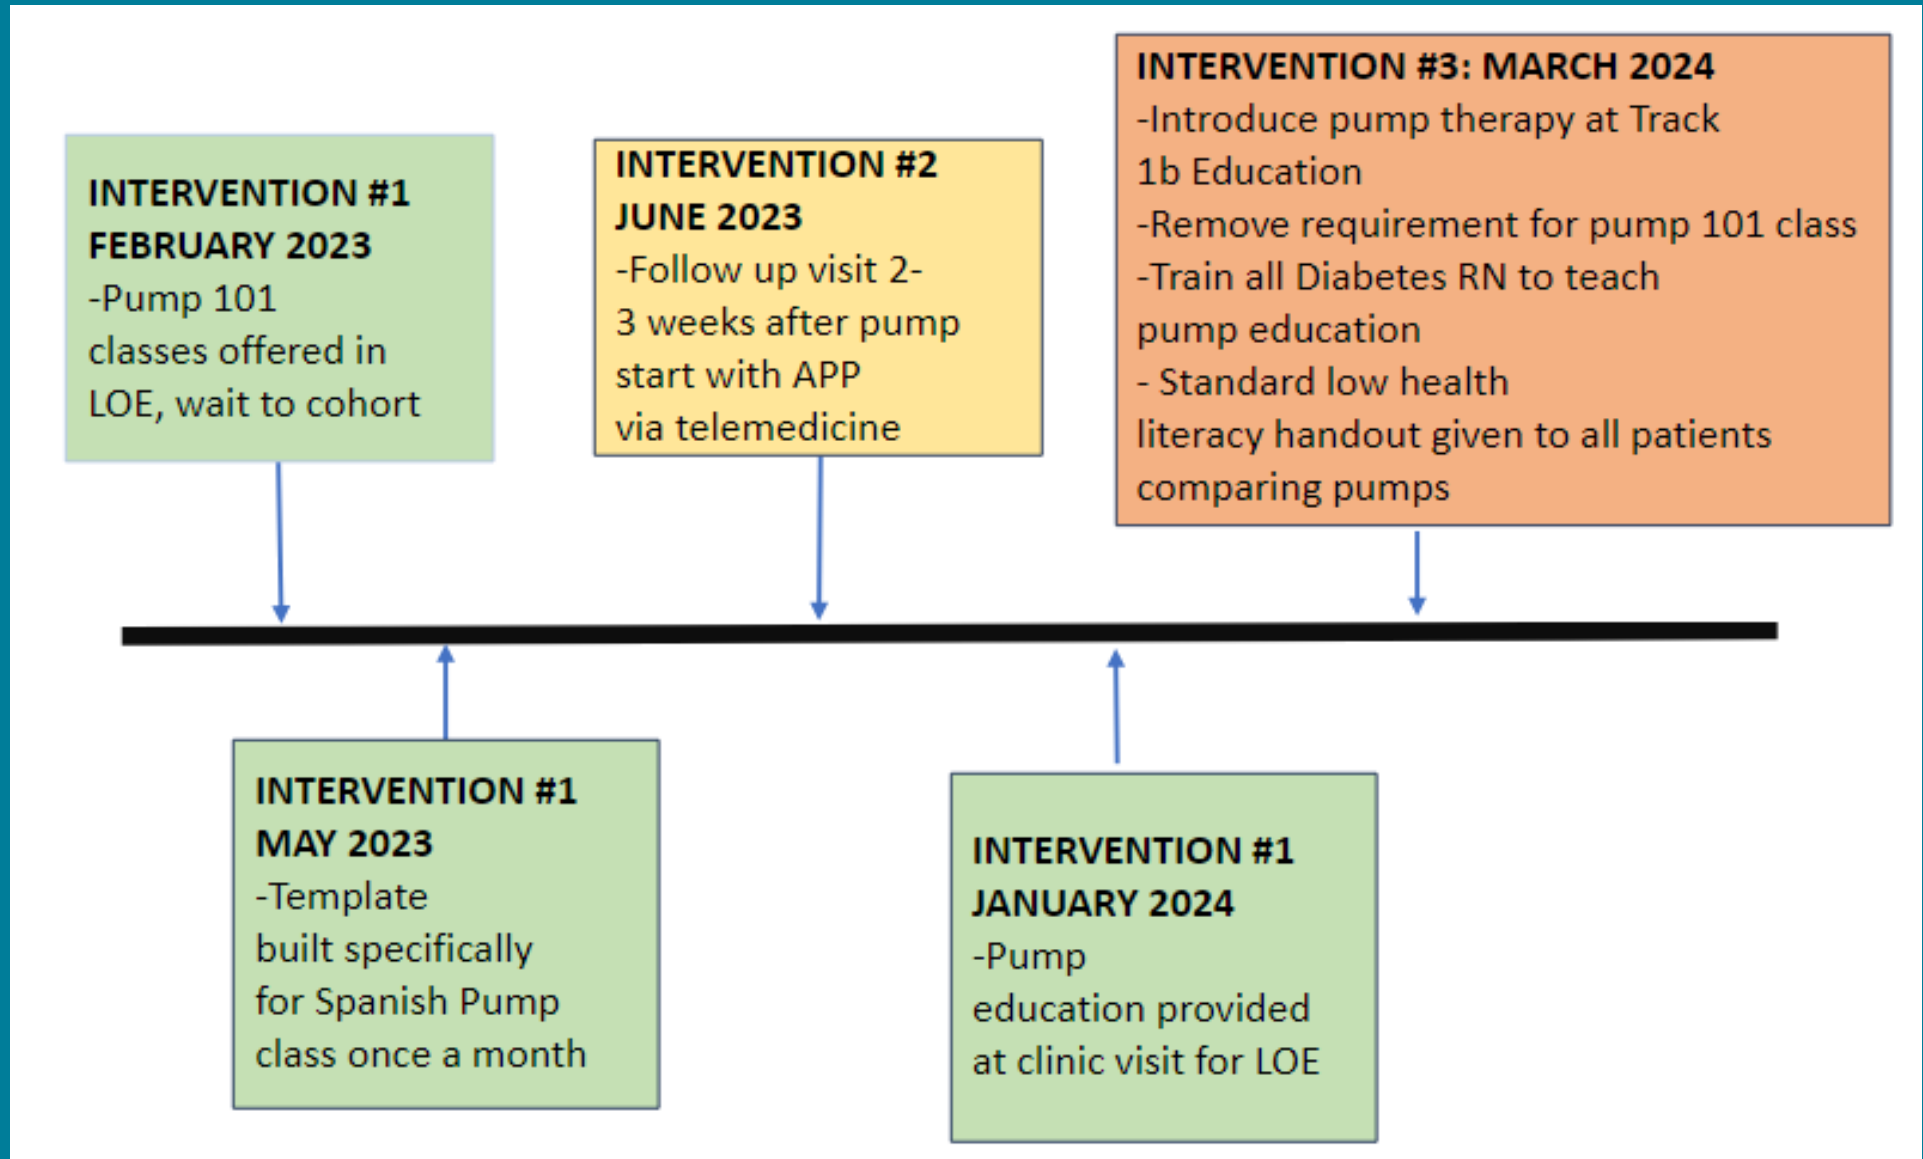 INTERVENTION #1
FEBRUARY 2023
-Pump 101
classes offered in
LOE, wait to cohort
INTERVENTION #2
JUNE 2023
-Follow up visit 2-
3 weeks after pump
start with APP
via telemedicine
INTERVENTION #3: MARCH 2024
-Introduce pump therapy at Track
1b Education
-Remove requirement for pump 101 class
-Train all Diabetes RN to teach
pump education
- Standard low health
literacy handout given to all patients
comparing pumps
INTERVENTION #1
MAY 2023
-Template
built specifically
for Spanish Pump
class once a month
INTERVENTION #1
JANUARY 2024
-Pump
education provided
at clinic visit for LOE